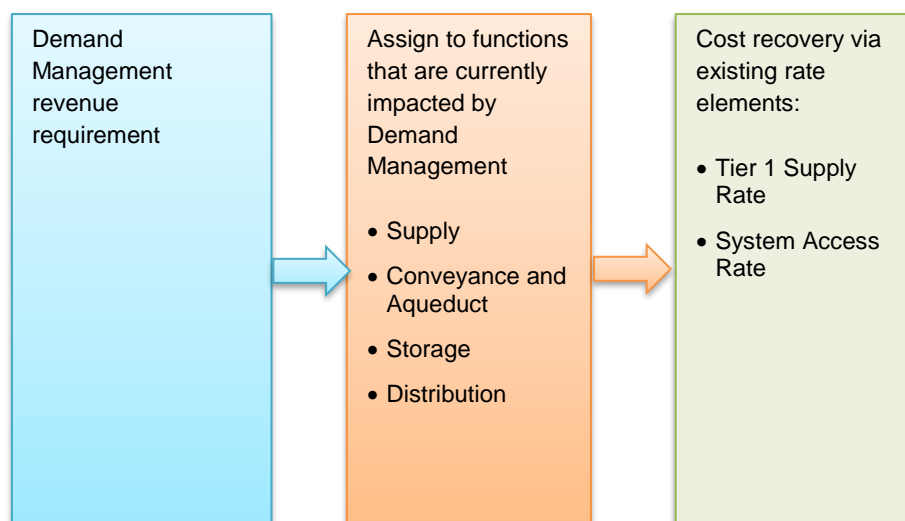 Demand
Management
revenue
requirement
Assign to functions
that are currently
impacted by
Demand
Management
• Supply
• Conveyance and
Aqueduct
• Storage
• Distribution
Cost recovery via
existing rate
elements:
• Tier 1 Supply
Rate
• System Access
Rate